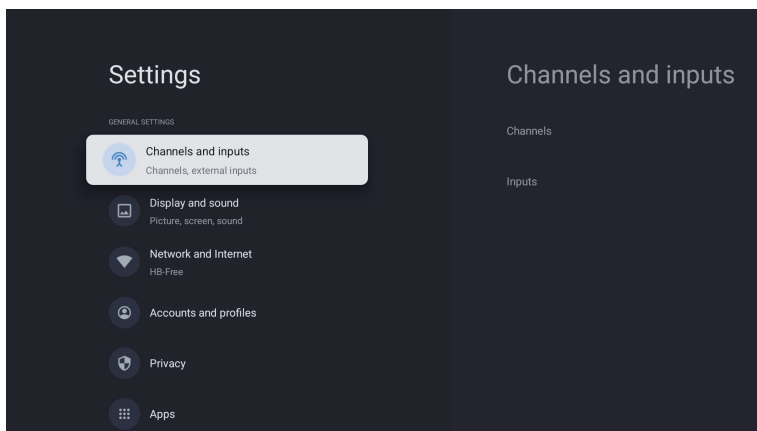 Settings
GENERAL SETTINGS
Channels and inputs
Channels, external inputs
Display and sound
Picture, screen, sound
Network and Internet
HB-Free
Accounts and profiles
Privacy
Apps
Channels and inputs
Channels
Inputs